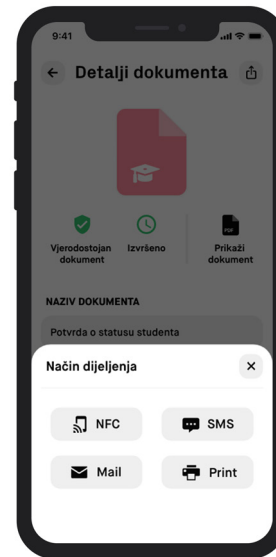 9:41
Detalji dokumenta
PDF
Vjerodostojan
dokument
Izvršeno
Prikaži
dokument
NAZIV DOKUMENTA
Potvrda o statusu studenta
Način dijeljenja
NFC
SMS
Mail
Print